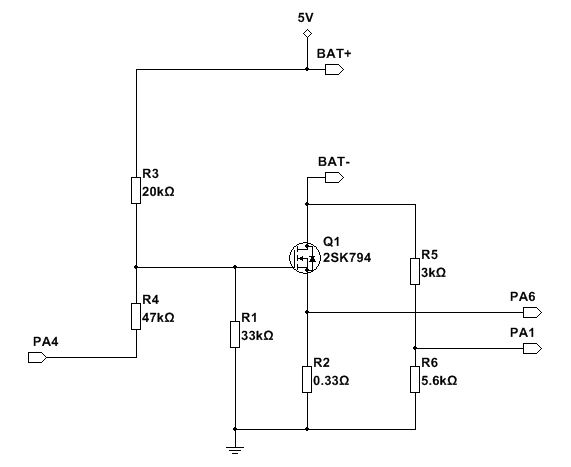 5V
BAT+
R3
20kΩ
BAT-
Q1
2SK794
R5
3kΩ
R4
47kΩ
PA6
R1
33kΩ
PA4
PA1
R2
0.33Ω
R6
5.6kΩ